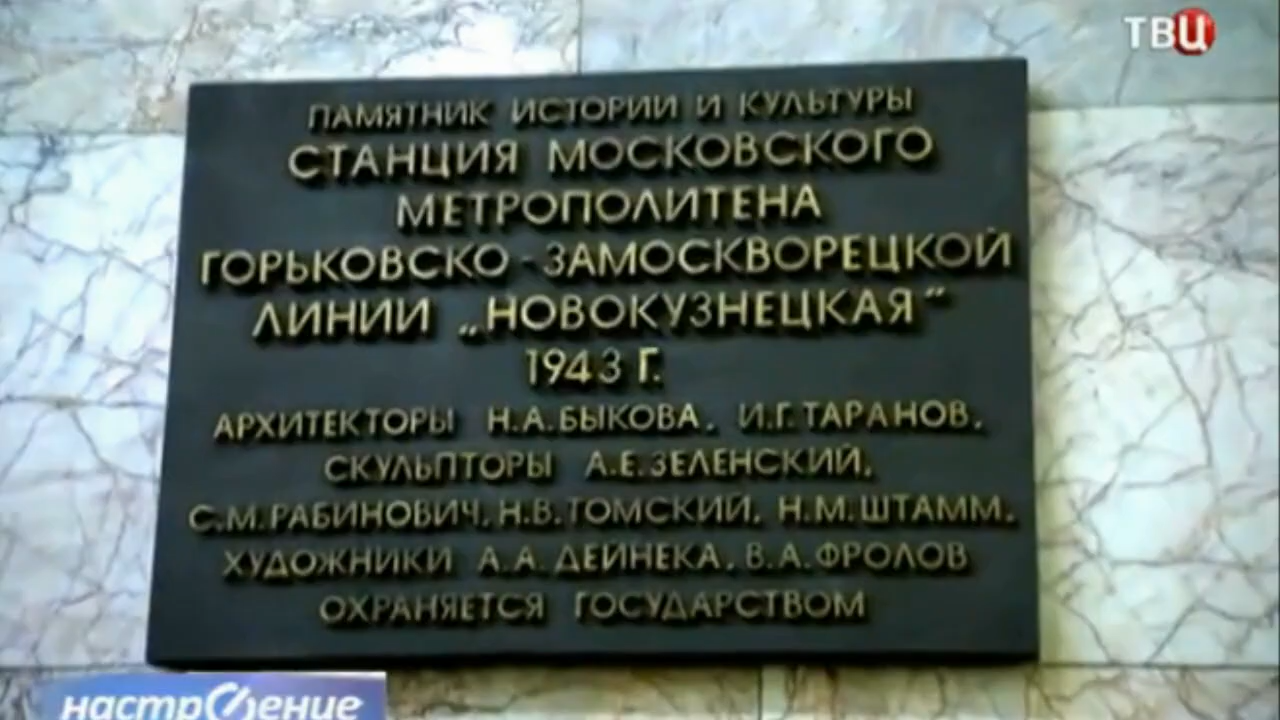 ТВЦ
ПАМЯТНИК ИСТОРИИ И КУЛЬТУРЫ
СТАНЦИЯ МОСКОВСКОГО
МЕТРОПОЛИТЕНА
ГОРЬКОВСКО-ЗАМОСКВОРЕЦКОЙ
ЛИНИИ „НОВОКУЗНЕЦКАЯ“
1943 Г.
АРХИТЕКТОРЫ Н.А.БЫКОВА, И.Г.ТАРАНОВ,
СКУЛЬПТОРЫ А.Е.ЗЕЛЕНСКИЙ,
С.М.РАБИНОВИЧ, Н.В.ТОМСКИЙ, Н.М.ШТАММ,
ХУДОЖНИКИ А.А.ДЕЙНЕКА, В.А.ФРОЛОВ
ОХРАНЯЕТСЯ ГОСУДАРСТВОМ
настроение